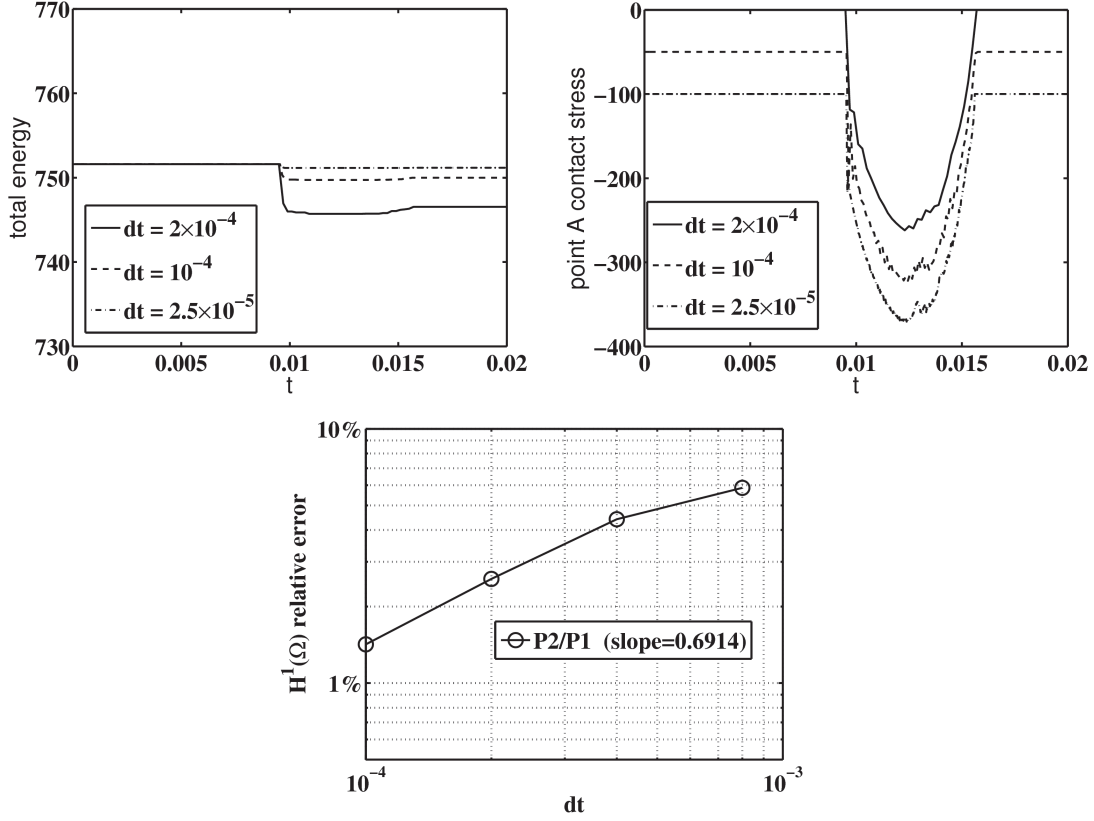 770
760
750
740
730
total energy
dt = 2×10⁻⁴
dt = 10⁻⁴
dt = 2.5×10⁻⁵
0
0.005
0.01
0.015
0.02
t
0
−100
−200
−300
−400
point A contact stress
dt = 2×10⁻⁴
dt = 10⁻⁴
dt = 2.5×10⁻⁵
0
0.005
0.01
0.015
0.02
t
10%
1%
H¹(Ω) relative error
P2/P1 (slope=0.6914)
10⁻⁴
10⁻³
dt